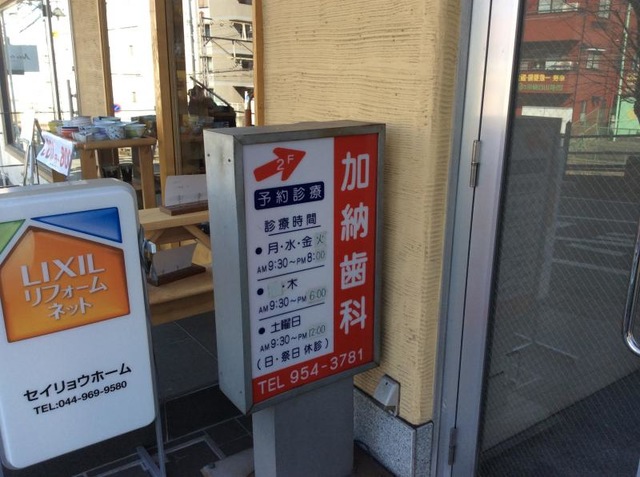 LIXIL
リフォーム
ネット
セイリョウホーム
TEL:044-969-9580
2F
予約診療
診療時間
●月・水・金 火
AM9:30〜PM8:00
●・木
AM9:30〜PM6:00
●土曜日
AM9:30〜PM12:00
(日・祭日休診)
加納歯科
TEL 954-3781